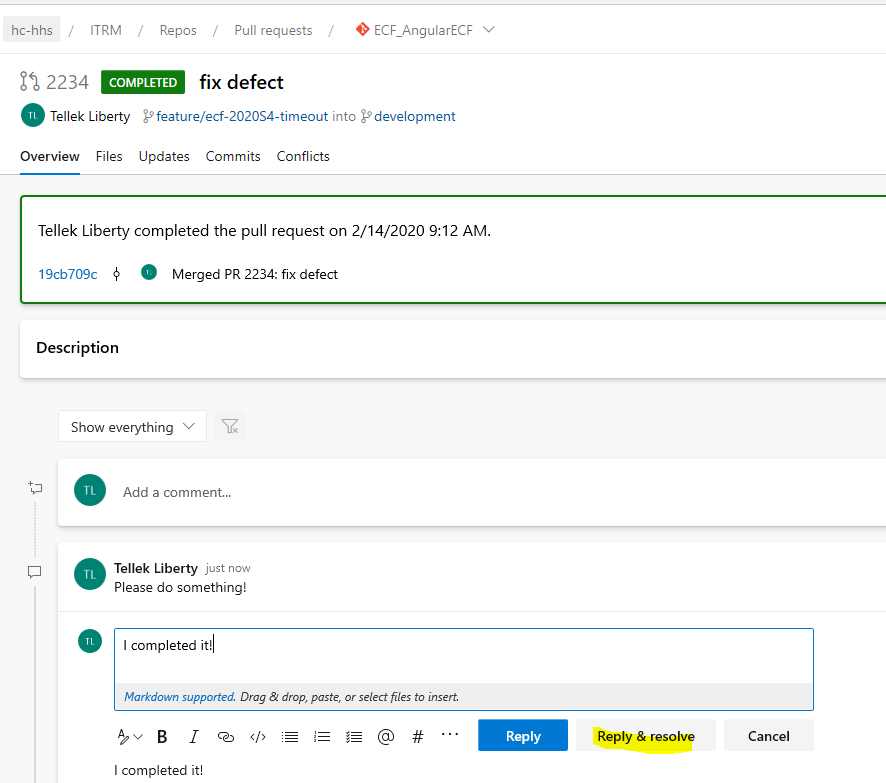 hc-hhs / ITRM / Repos / Pull requests / ECF_AngularECF
2234 COMPLETED fix defect
TL Tellek Liberty feature/ecf-2020S4-timeout into development
Overview Files Updates Commits Conflicts
Tellek Liberty completed the pull request on 2/14/2020 9:12 AM.
19cb709c TL Merged PR 2234: fix defect
Description
Show everything
TL Add a comment...
TL Tellek Liberty just now
Please do something!
TL I completed it!
Markdown supported. Drag & drop, paste, or select files to insert.
B I </> @ # ... Reply Reply & resolve Cancel
I completed it!